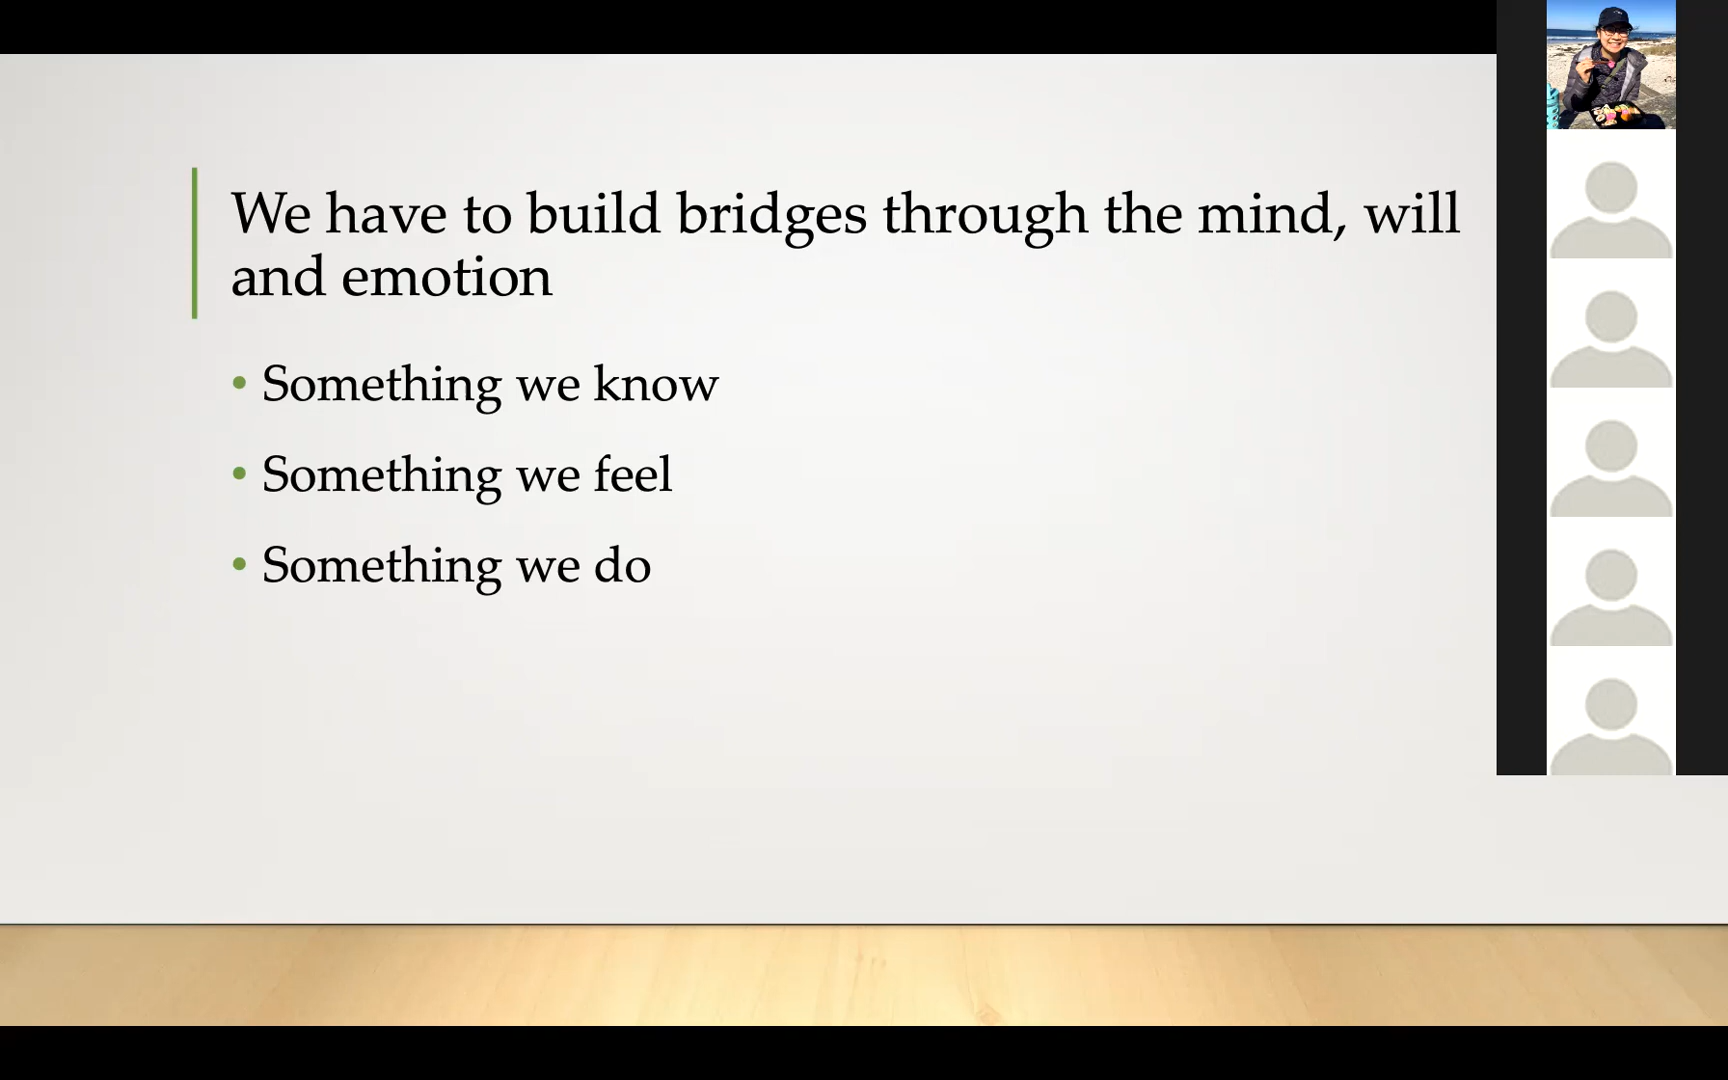 We have to build bridges through the mind, will
and emotion
• Something we know
• Something we feel
• Something we do